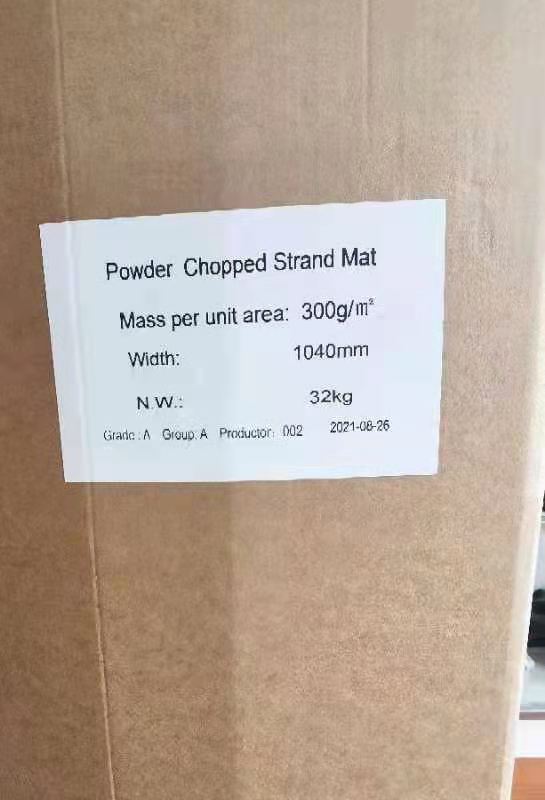 Powder Chopped Strand Mat
Mass per unit area: 300g/m²
Width: 1040mm
N.W.: 32kg
Grade: A Group: A Productor: 002 2021-08-26